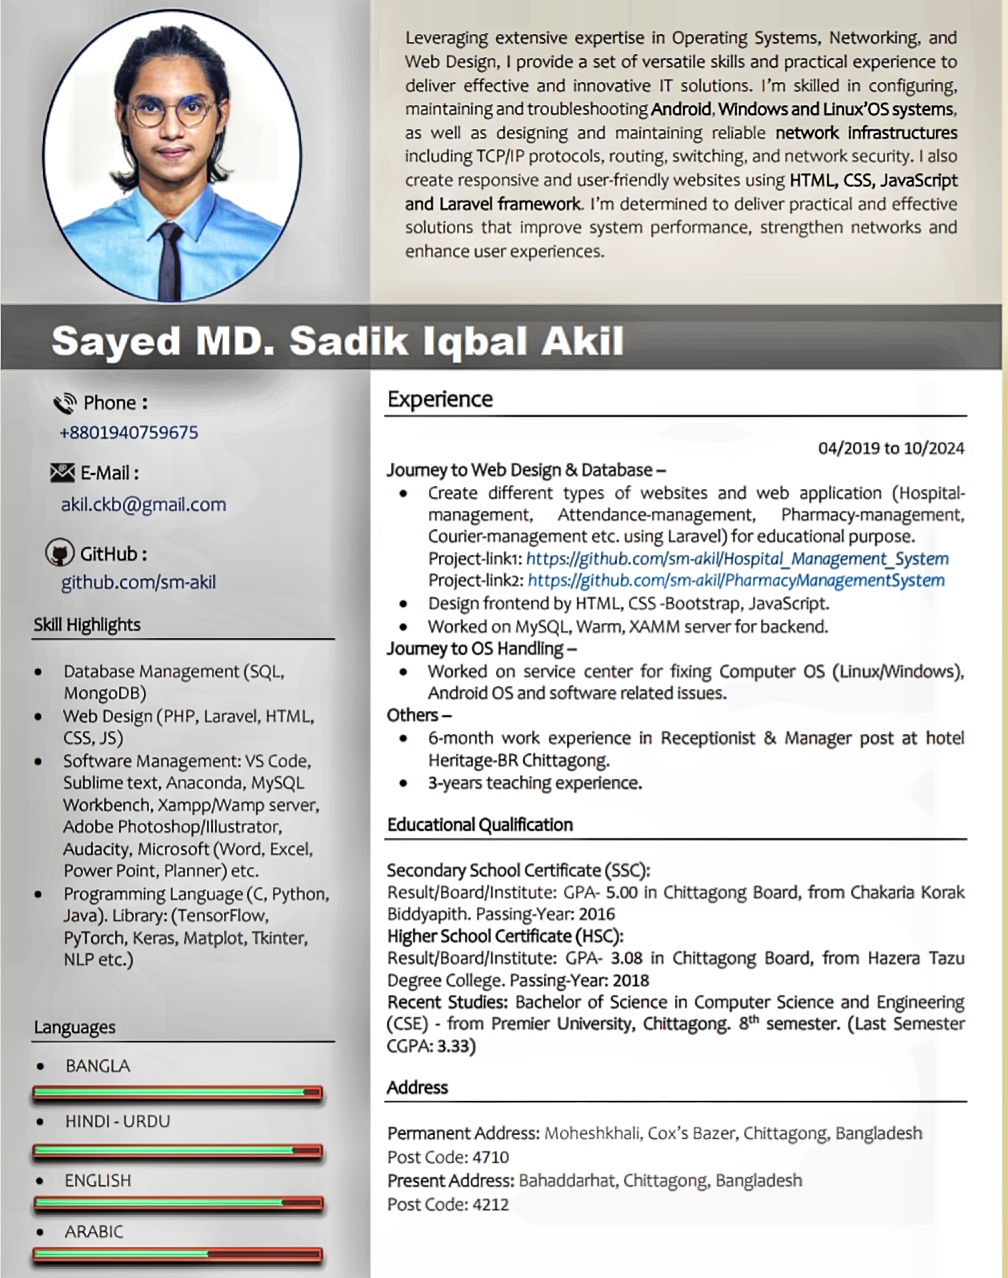 Leveraging extensive expertise in Operating Systems, Networking, and
Web Design, I provide a set of versatile skills and practical experience to
deliver effective and innovative IT solutions. I'm skilled in configuring,
maintaining and troubleshooting Android, Windows and Linux'OS systems,
as well as designing and maintaining reliable network infrastructures
including TCP/IP protocols, routing, switching, and network security. I also
create responsive and user-friendly websites using HTML, CSS, JavaScript
and Laravel framework. I'm determined to deliver practical and effective
solutions that improve system performance, strengthen networks and
enhance user experiences.
Sayed MD. Sadik Iqbal Akil
Phone :
+8801940759675
E-Mail :
akil.ckb@gmail.com
GitHub :
github.com/sm-akil
Skill Highlights
• Database Management (SQL,
MongoDB)
• Web Design (PHP, Laravel, HTML,
CSS, JS)
• Software Management: VS Code,
Sublime text, Anaconda, MySQL
Workbench, Xampp/Wamp server,
Adobe Photoshop/Illustrator,
Audacity, Microsoft (Word, Excel,
Power Point, Planner) etc.
• Programming Language (C, Python,
Java). Library: (TensorFlow,
PyTorch, Keras, Matplot, Tkinter,
NLP etc.)
Languages
• BANGLA
• HINDI - URDU
• ENGLISH
• ARABIC
Experience
04/2019 to 10/2024
Journey to Web Design & Database –
• Create different types of websites and web application (Hospital-
management, Attendance-management, Pharmacy-management,
Courier-management etc. using Laravel) for educational purpose.
Project-link1: https://github.com/sm-akil/Hospital_Management_System
Project-link2: https://github.com/sm-akil/PharmacyManagementSystem
• Design frontend by HTML, CSS -Bootstrap, JavaScript.
• Worked on MySQL, Warm, XAMM server for backend.
Journey to OS Handling –
• Worked on service center for fixing Computer OS (Linux/Windows),
Android OS and software related issues.
Others –
• 6-month work experience in Receptionist & Manager post at hotel
Heritage-BR Chittagong.
• 3-years teaching experience.
Educational Qualification
Secondary School Certificate (SSC):
Result/Board/Institute: GPA- 5.00 in Chittagong Board, from Chakaria Korak
Biddyapith. Passing-Year: 2016
Higher School Certificate (HSC):
Result/Board/Institute: GPA- 3.08 in Chittagong Board, from Hazera Tazu
Degree College. Passing-Year: 2018
Recent Studies: Bachelor of Science in Computer Science and Engineering
(CSE) - from Premier University, Chittagong. 8th semester. (Last Semester
CGPA: 3.33)
Address
Permanent Address: Moheshkhali, Cox's Bazer, Chittagong, Bangladesh
Post Code: 4710
Present Address: Bahaddarhat, Chittagong, Bangladesh
Post Code: 4212